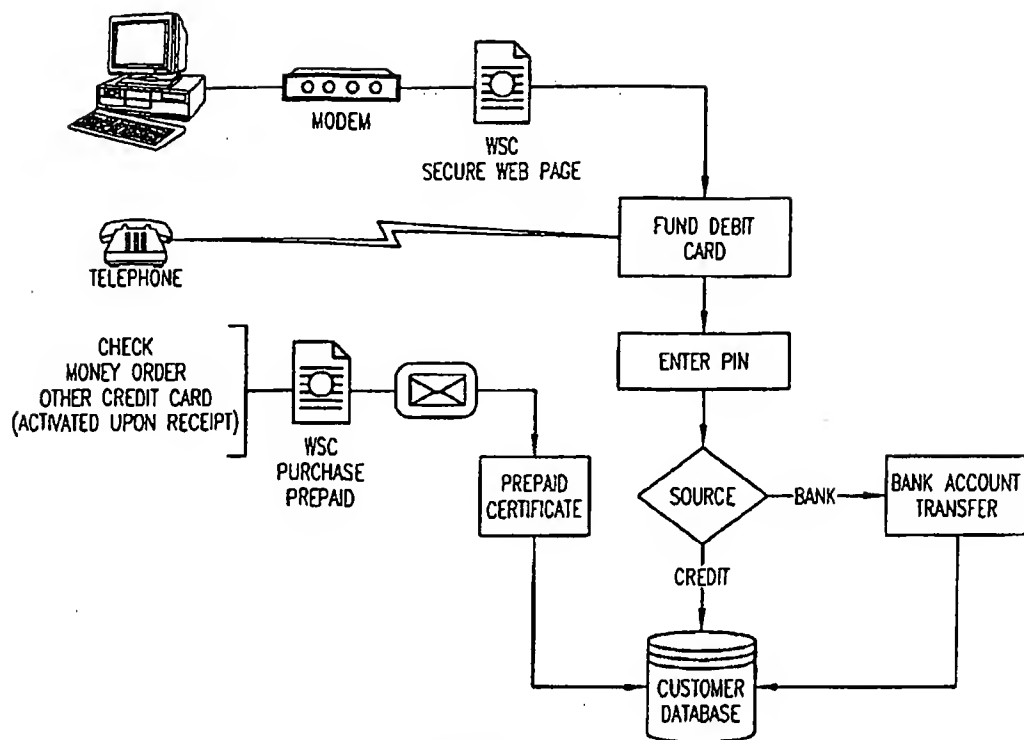 MODEM
WSC
SECURE WEB PAGE
FUND DEBIT
CARD
TELEPHONE
ENTER PIN
CHECK
MONEY ORDER
OTHER CREDIT CARD
(ACTIVATED UPON RECEIPT)
WSC
PURCHASE
PREPAID
PREPAID
CERTIFICATE
SOURCE
BANK
BANK ACCOUNT
TRANSFER
CREDIT
CUSTOMER
DATABASE